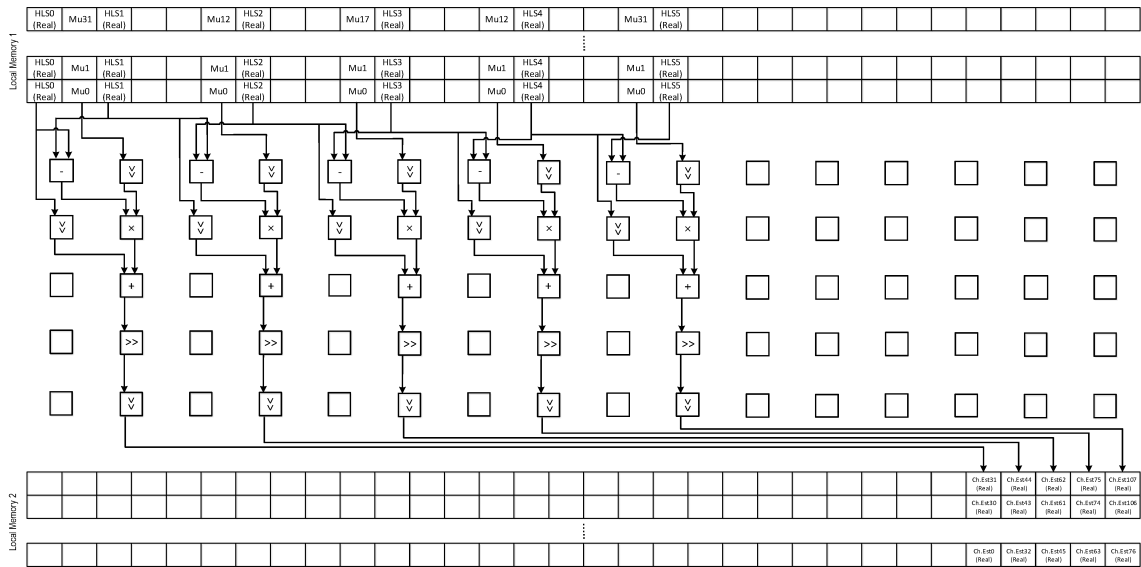 Local Memory 1
HLS0 (Real) Mu31 HLS1 (Real) Mu12 HLS2 (Real) Mu17 HLS3 (Real) Mu12 HLS4 (Real) Mu31 HLS5 (Real)
HLS0 (Real) Mu1 HLS1 (Real) Mu1 HLS2 (Real) Mu1 HLS3 (Real) Mu1 HLS4 (Real) Mu1 HLS5 (Real)
HLS0 (Real) Mu0 HLS1 (Real) Mu0 HLS2 (Real) Mu0 HLS3 (Real) Mu0 HLS4 (Real) Mu0 HLS5 (Real)
- >> - >> - >> - >> - >>
>> × >> × >> × >> × >> ×
+ + + + +
>> >> >> >> >>
>> >> >> >> >>
Local Memory 2
Ch.Est31 (Real) Ch.Est44 (Real) Ch.Est62 (Real) Ch.Est75 (Real) Ch.Est107 (Real)
Ch.Est30 (Real) Ch.Est43 (Real) Ch.Est61 (Real) Ch.Est74 (Real) Ch.Est106 (Real)
Ch.Est0 (Real) Ch.Est32 (Real) Ch.Est45 (Real) Ch.Est63 (Real) Ch.Est76 (Real)